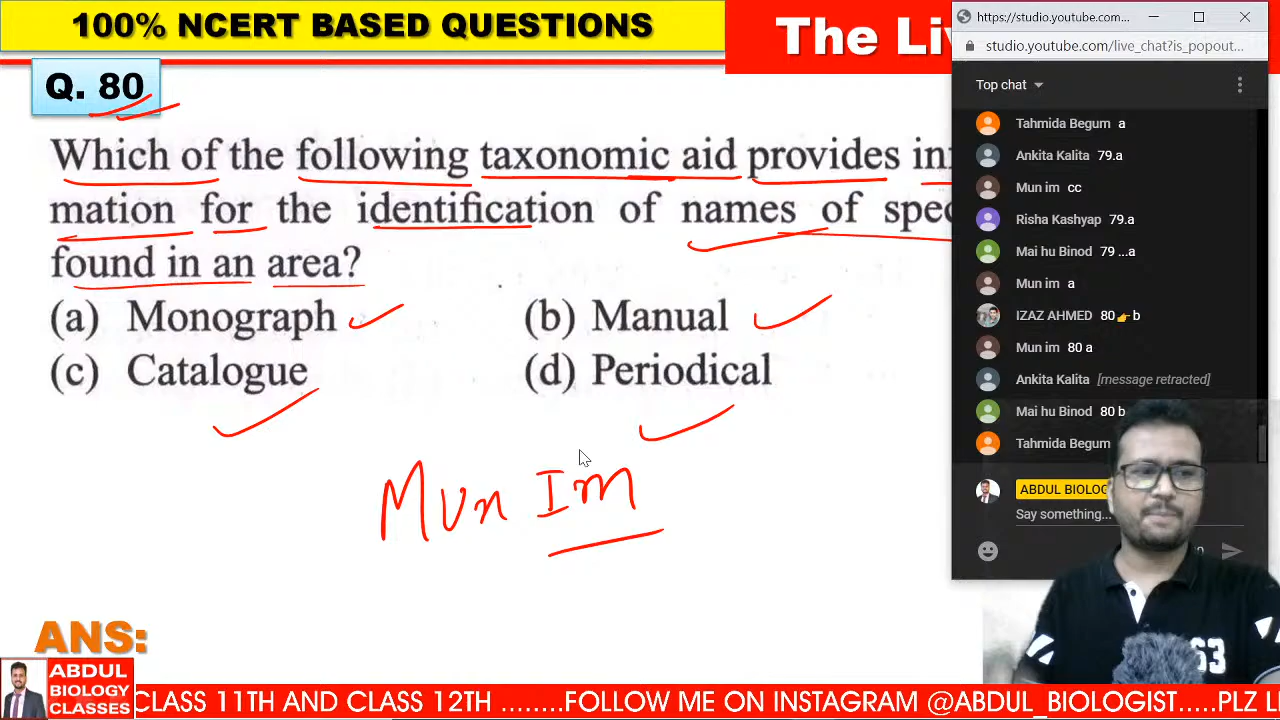 100% NCERT BASED QUESTIONS
The Li
Q. 80
Which of the following taxonomic aid provides in
mation for the identification of names of spec
found in an area?
(a) Monograph
(b) Manual
(c) Catalogue
(d) Periodical
Mun Im
ANS:
ABDUL
BIOLOGY
CLASSES
CLASS 11TH AND CLASS 12TH ........FOLLOW ME ON INSTAGRAM @ABDUL_BIOLOGIST.....PLZ LI
https://studio.youtube.com...
studio.youtube.com/live_chat?is_popout...
Top chat
Tahmida Begum a
Ankita Kalita 79.a
Mun im cc
Risha Kashyap 79.a
Mai hu Binod 79 ...a
Mun im a
IZAZ AHMED 80👉b
Mun im 80 a
Ankita Kalita [message retracted]
Mai hu Binod 80 b
Tahmida Begum
ABDUL BIOLOG
Say something...
63